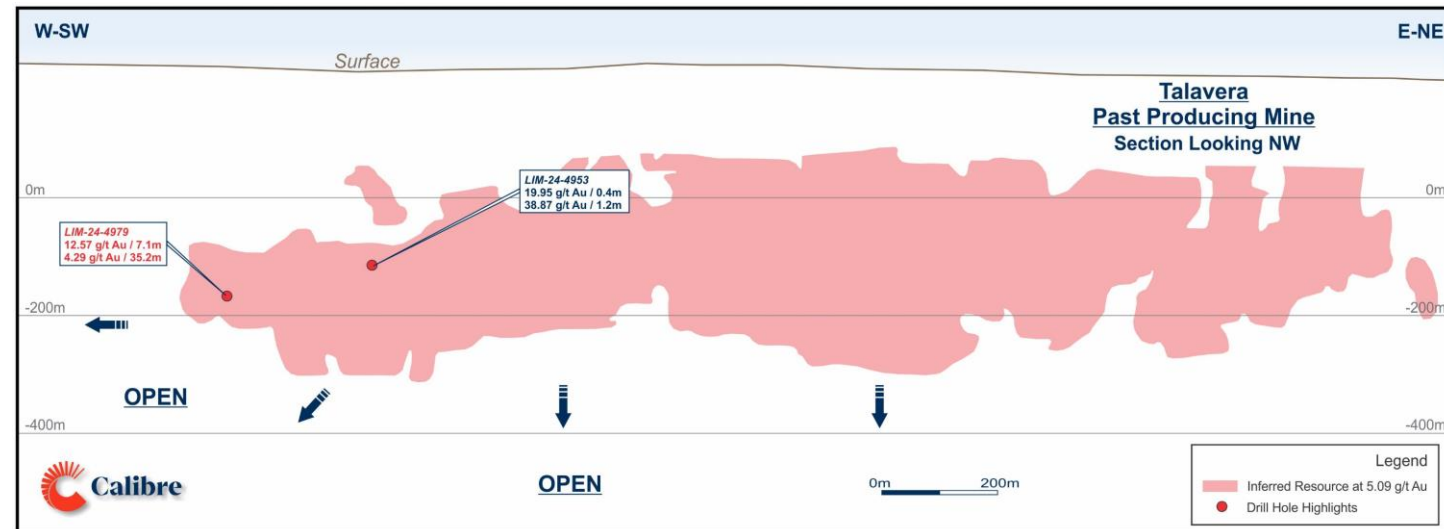 W-SW
E-NE
Surface
Talavera
Past Producing Mine
Section Looking NW
LIM-24-4953
19.95 g/t Au / 0.4m
38.87 g/t Au / 1.2m
0m
0m
LIM-24-4979
12.57 g/t Au / 7.1m
4.29 g/t Au / 35.2m
-200m
-200m
OPEN
-400m
-400m
Calibre
OPEN
0m
200m
Legend
Inferred Resource at 5.09 g/t Au
Drill Hole Highlights